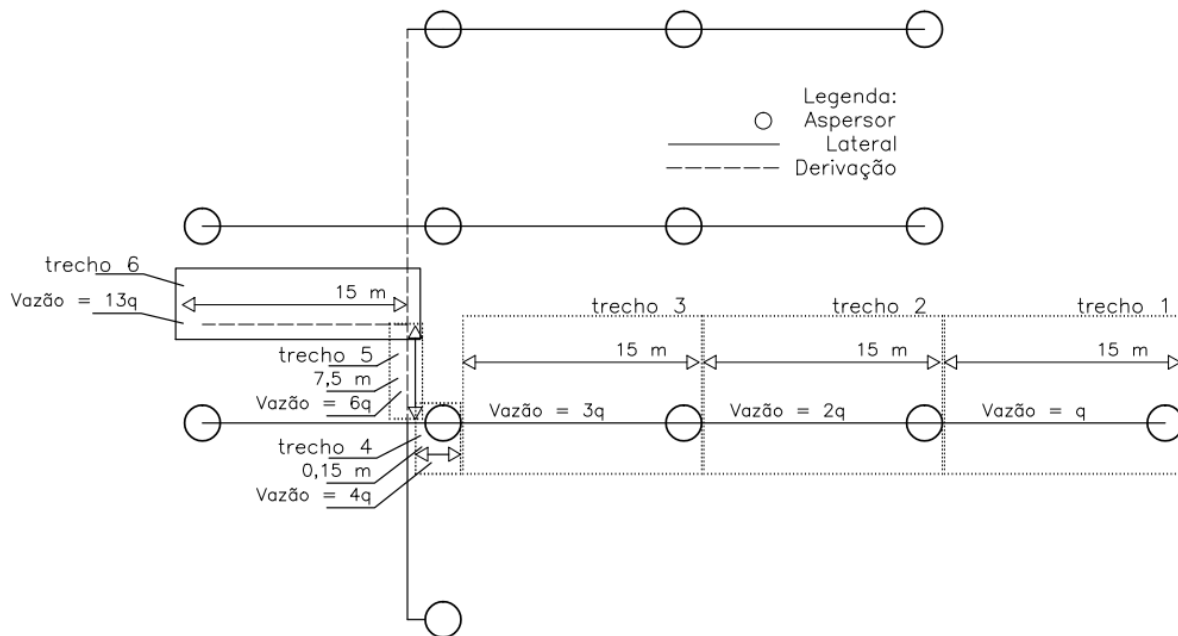 Legenda:
Aspersor
Lateral
Derivação
trecho 6
15 m
Vazão = 13q
trecho 3
trecho 2
trecho 1
15 m
15 m
15 m
trecho 5
7,5 m
Vazão = 6q
Vazão = 3q
Vazão = 2q
Vazão = q
trecho 4
0,15 m
Vazão = 4q